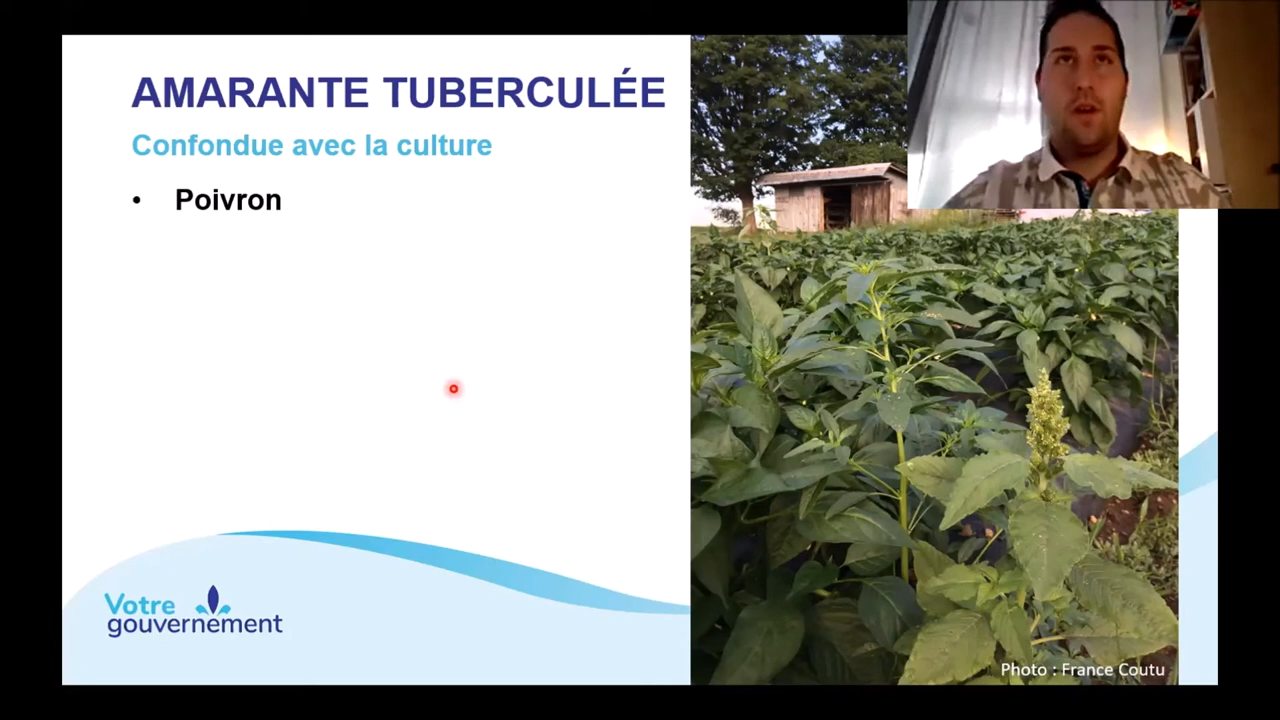 AMARANTE TUBERCULÉE
Confondue avec la culture
• Poivron
Votre
gouvernement
Photo : France Coutu